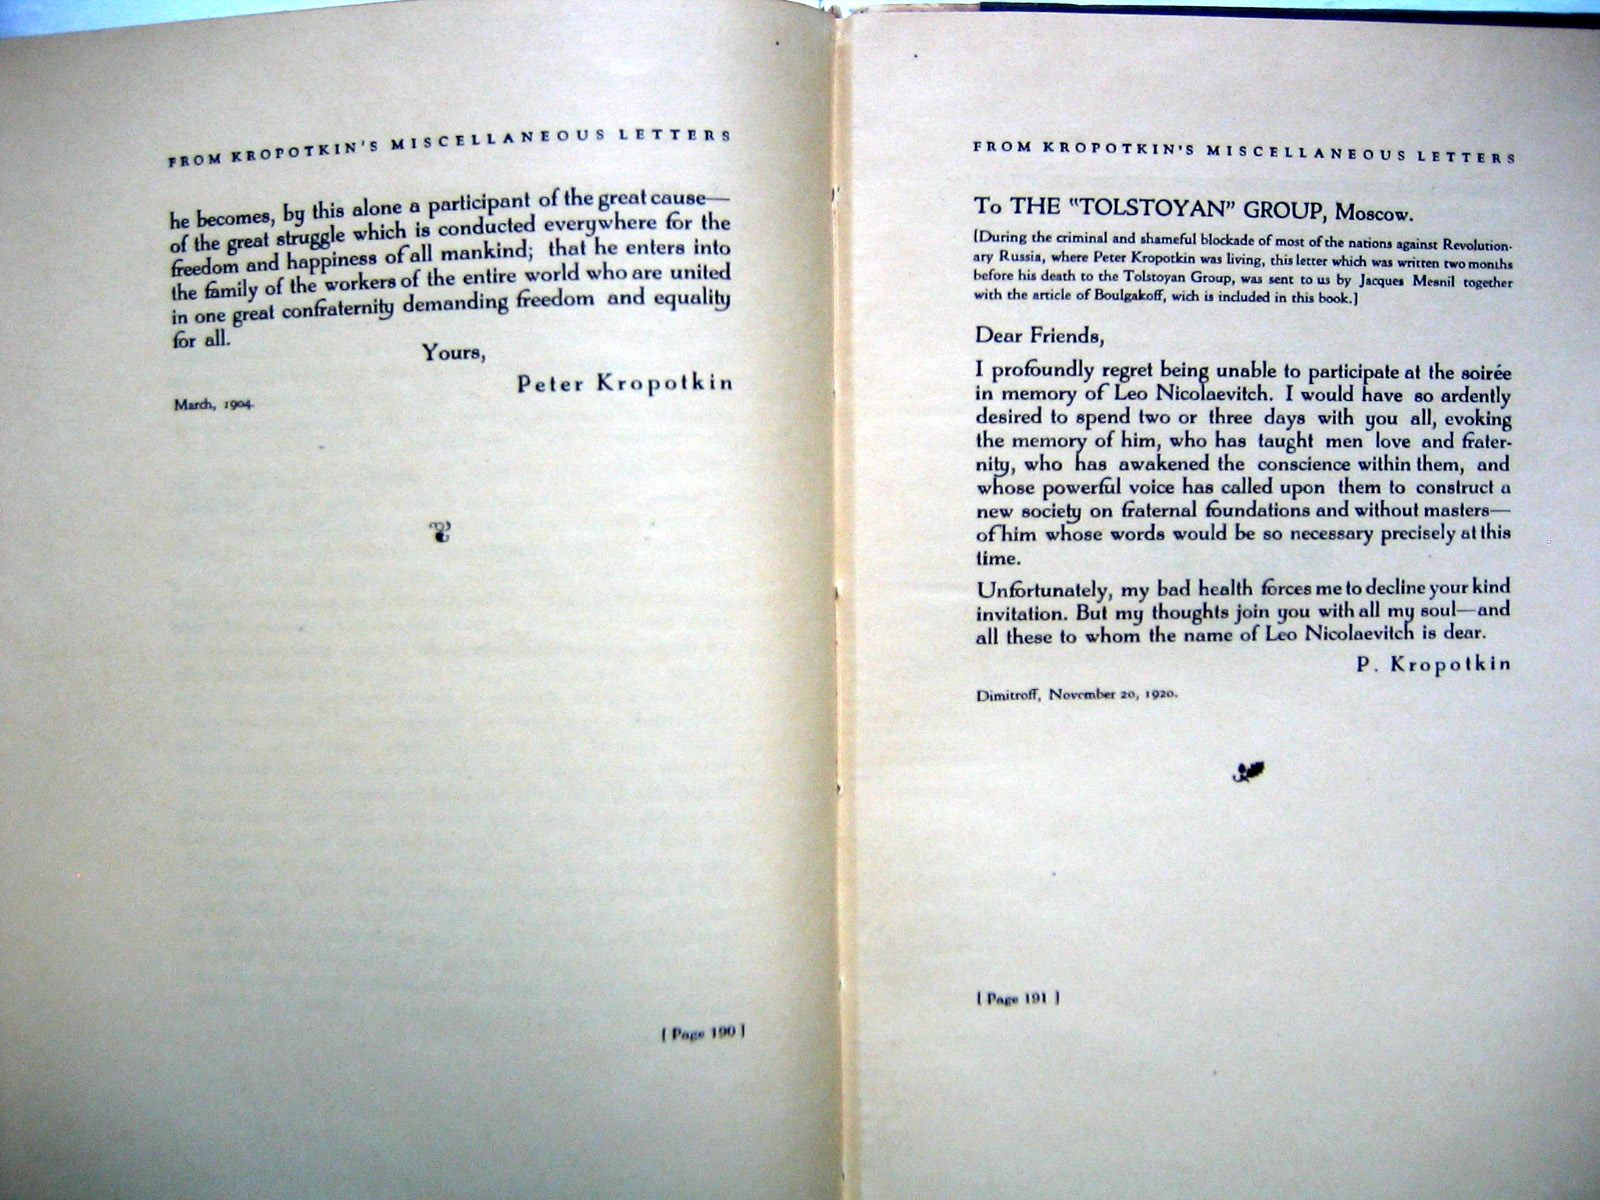 FROM KROPOTKIN'S MISCELLANEOUS LETTERS
he becomes, by this alone a participant of the great cause—
of the great struggle which is conducted everywhere for the
freedom and happiness of all mankind; that he enters into
the family of the workers of the entire world who are united
in one great confraternity demanding freedom and equality
for all.
Yours,
Peter Kropotkin
March, 1904.
[ Page 190 ]
FROM KROPOTKIN'S MISCELLANEOUS LETTERS
To THE "TOLSTOYAN" GROUP, Moscow.
[During the criminal and shameful blockade of most of the nations against Revolution-
ary Russia, where Peter Kropotkin was living, this letter which was written two months
before his death to the Tolstoyan Group, was sent to us by Jacques Mesnil together
with the article of Boulgakoff, wich is included in this book.]
Dear Friends,
I profoundly regret being unable to participate at the soirée
in memory of Leo Nicolaevitch. I would have so ardently
desired to spend two or three days with you all, evoking
the memory of him, who has taught men love and frater-
nity, who has awakened the conscience within them, and
whose powerful voice has called upon them to construct a
new society on fraternal foundations and without masters—
of him whose words would be so necessary precisely at this
time.
Unfortunately, my bad health forces me to decline your kind
invitation. But my thoughts join you with all my soul—and
all these to whom the name of Leo Nicolaevitch is dear.
P. Kropotkin
Dimitroff, November 20, 1920.
[ Page 191 ]